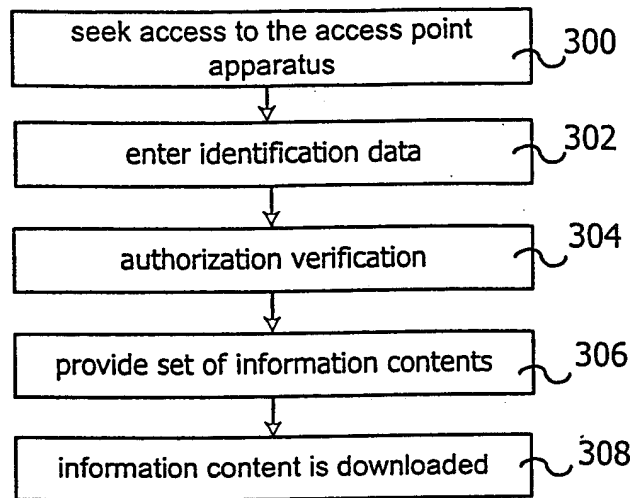 seek access to the access point
apparatus
300
enter identification data
302
authorization verification
304
provide set of information contents
306
information content is downloaded
308